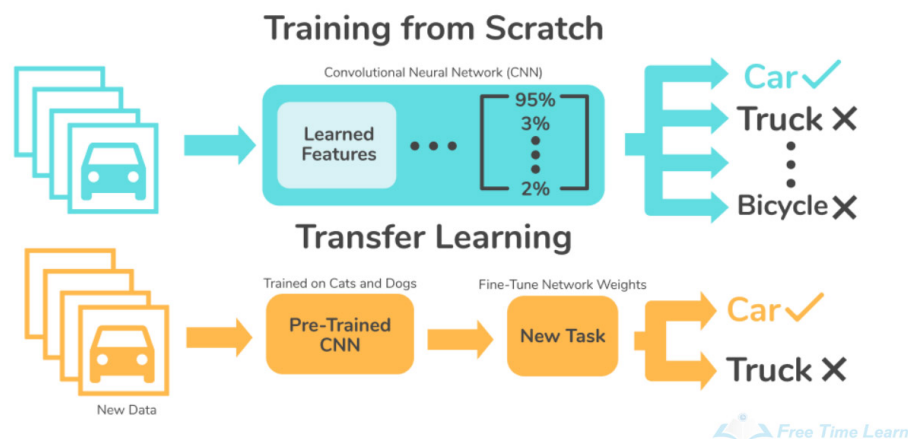 Training from Scratch
Convolutional Neural Network (CNN)
Learned
Features
95%
3%
2%
Car
Truck
Bicycle
Transfer Learning
Trained on Cats and Dogs
Fine-Tune Network Weights
Pre-Trained
CNN
New Task
Car
Truck
New Data
Free Time Learn